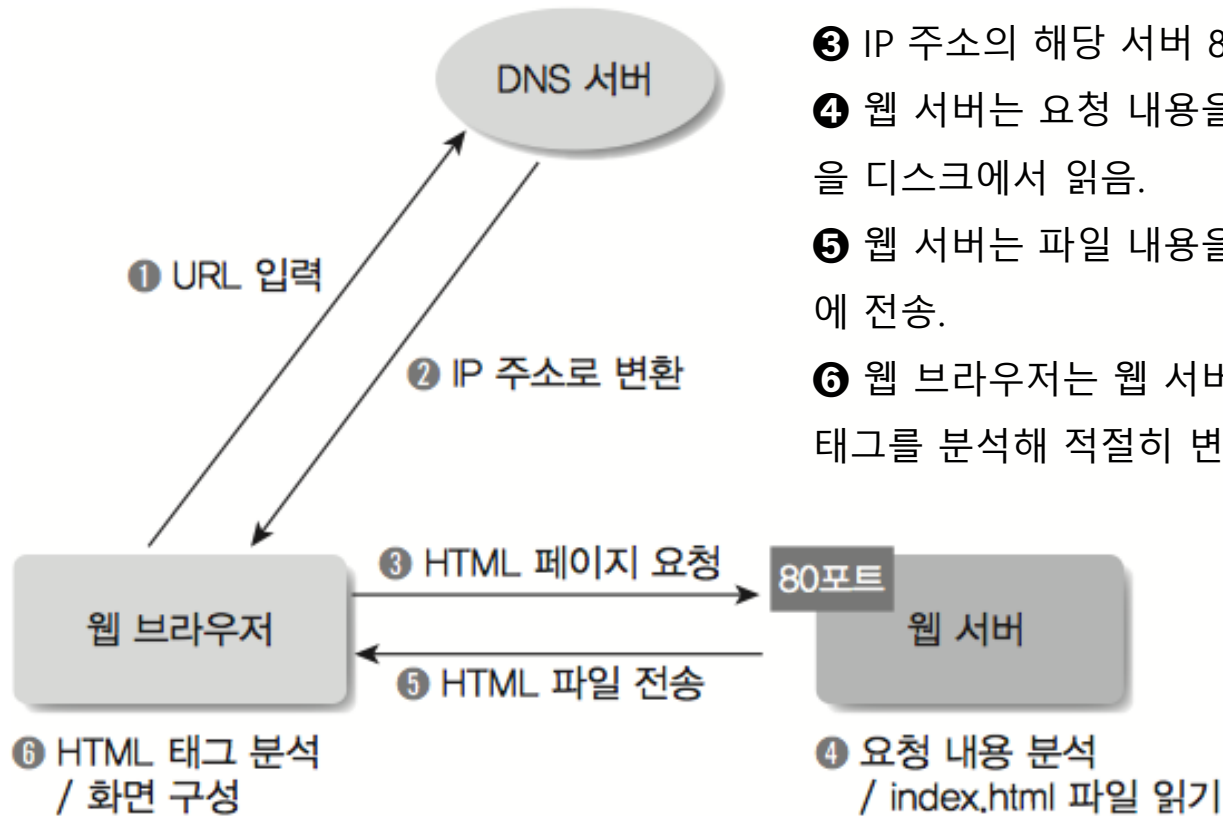 DNS 서버
❶ URL 입력
❷ IP 주소로 변환
❸ IP 주소의 해당 서버 8
❹ 웹 서버는 요청 내용을
을 디스크에서 읽음.
❺ 웹 서버는 파일 내용을
에 전송.
❻ 웹 브라우저는 웹 서버
태그를 분석해 적절히 변
웹 브라우저
❸ HTML 페이지 요청
80포트
웹 서버
❺ HTML 파일 전송
❻ HTML 태그 분석
/ 화면 구성
❹ 요청 내용 분석
/ index.html 파일 읽기